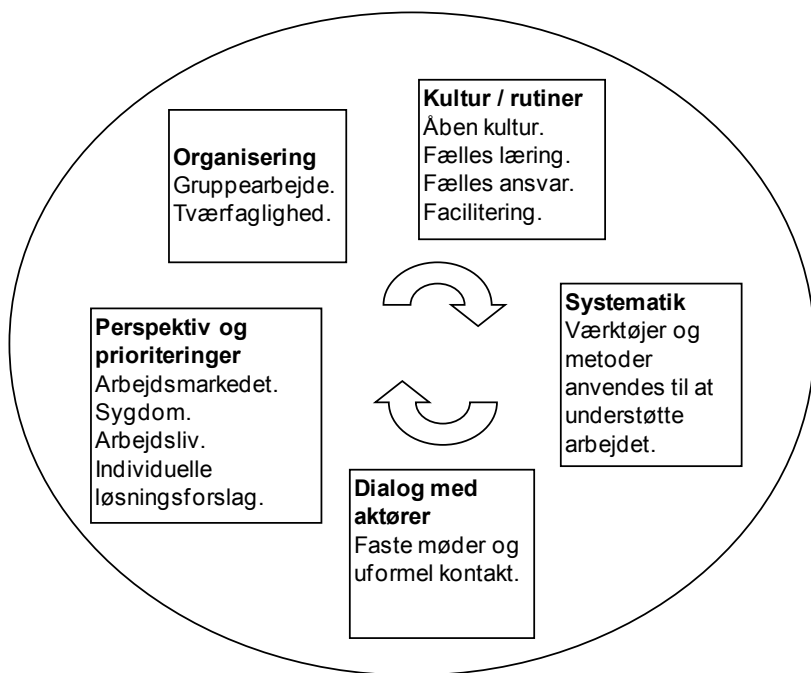 Organisering
Gruppearbejde.
Tværfaglighed.
Kultur / rutiner
Åben kultur.
Fælles læring.
Fælles ansvar.
Facilitering.
Perspektiv og
prioriteringer
Arbejdsmarkedet.
Sygdom.
Arbejdsliv.
Individuelle
løsningsforslag.
Systematik
Værktøjer og
metoder
anvendes til at
understøtte
arbejdet.
Dialog med
aktører
Faste møder og
uformel kontakt.